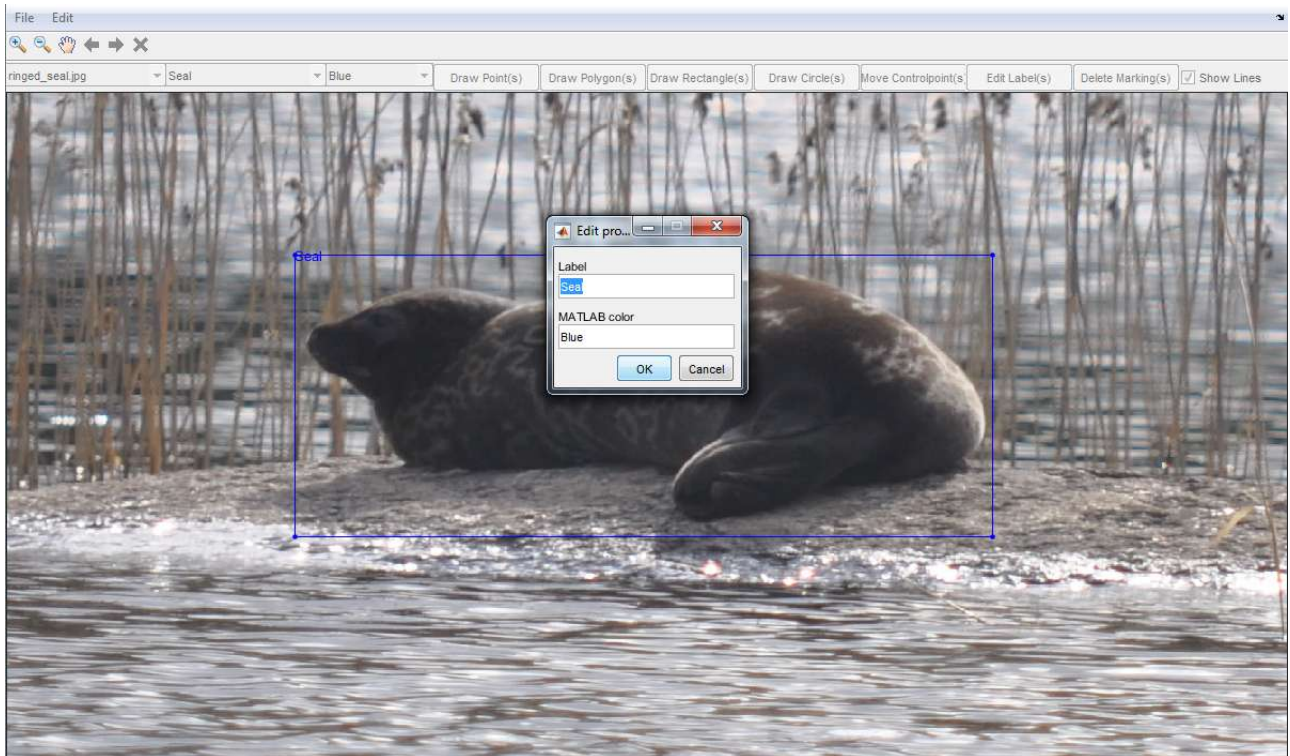 File Edit
ringed_seal.jpg Seal Blue Draw Point(s) Draw Polygon(s) Draw Rectangle(s) Draw Circle(s) Move Controlpoint(s Edit Label(s) Delete Marking(s) Show Lines
Edit pro...
Seal
Label
Seal
MATLAB color
Blue
OK Cancel